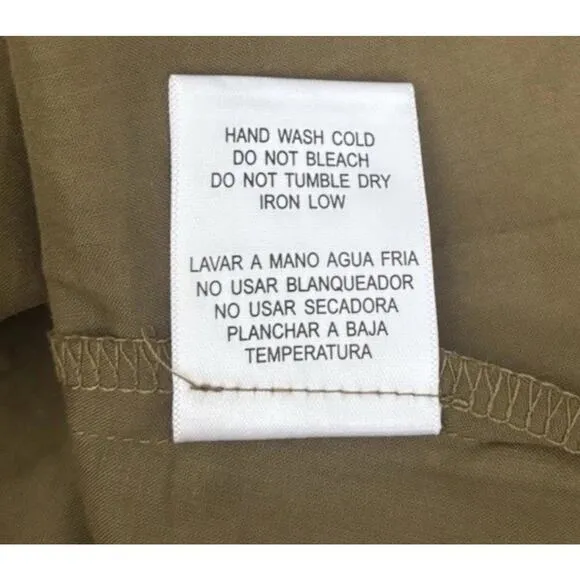 HAND WASH COLD
DO NOT BLEACH
DO NOT TUMBLE DRY
IRON LOW
LAVAR A MANO AGUA FRIA
NO USAR BLANQUEADOR
NO USAR SECADORA
PLANCHAR A BAJA
TEMPERATURA